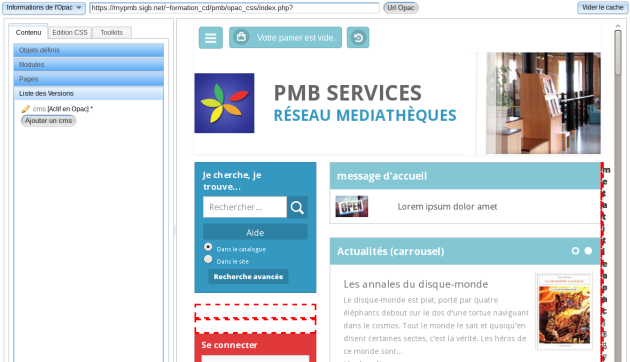 Informations de l'Opac
https://mypmb.sigb.net/~formation_cd/pmb/opac_css/index.php?
Url Opac
Vider le cache
Contenu
Edition CSS
Toolkits
Objets définis
Modules
Pages
Liste des Versions
cms [Actif en Opac] *
Ajouter un cms
Votre panier est vide.
PMB SERVICES
RÉSEAU MEDIATHÈQUES
Je cherche, je
trouve...
Rechercher...
Aide
Dans le catalogue
Dans le site
Recherche avancée
Se connecter
message d'accueil
OPEN
Lorem ipsum dolor amet
Actualités (carrousel)
Les annales du disque-monde
Le disque-monde est plat, porté par quatre
éléphants debout sur le dos d'une tortue naviguant
dans le cosmos. Tout le monde le sait et quoiqu'en
disent certaines sectes, c'est la vérité. Les héros de
ce monde sont...